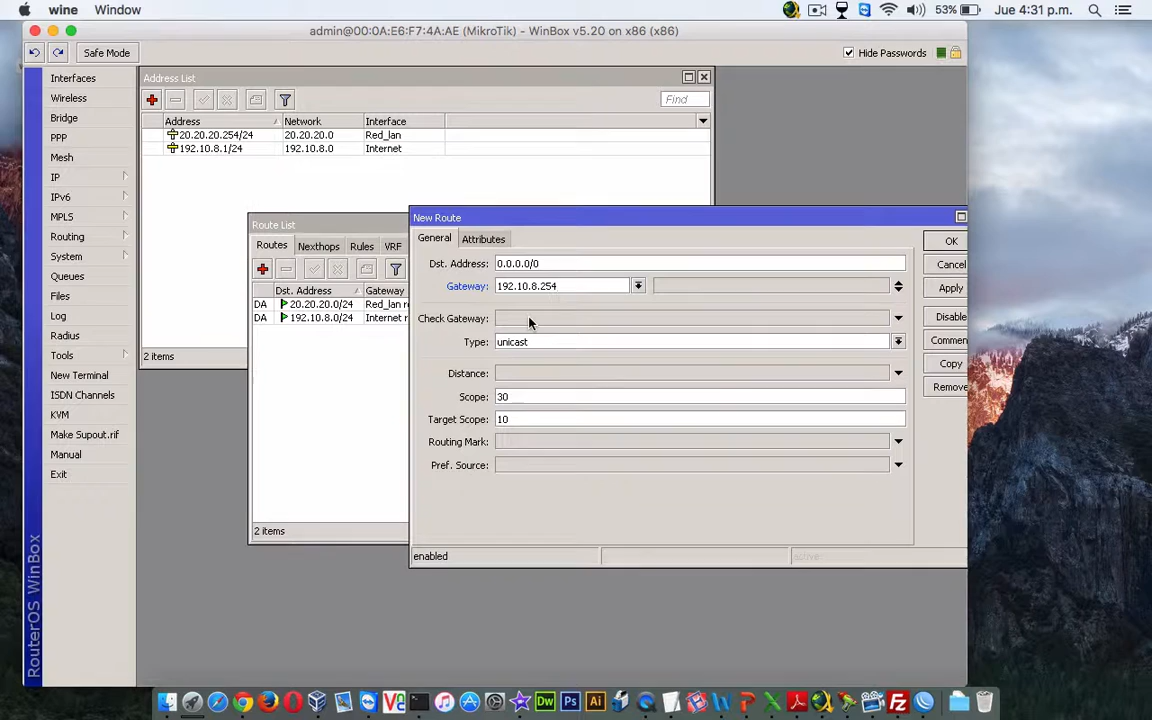 wine Window
53% Jue 4:31 p.m.
admin@00:0A:E6:F7:4A:AE (MikroTik) - WinBox v5.20 on x86 (x86)
Safe Mode
Hide Passwords
RouterOS WinBox
Interfaces
Wireless
Bridge
PPP
Mesh
IP
IPv6
MPLS
Routing
System
Queues
Files
Log
Radius
Tools
New Terminal
ISDN Channels
KVM
Make Supout.rif
Manual
Exit
Address List
Find
Address Network Interface
20.20.20.254/24 20.20.20.0 Red_lan
192.10.8.1/24 192.10.8.0 Internet
2 items
Route List
Routes Nexthops Rules VRF
Dst. Address Gateway
DA 20.20.20.0/24 Red_lan r
DA 192.10.8.0/24 Internet r
2 items
New Route
General Attributes
Dst. Address: 0.0.0.0/0
Gateway: 192.10.8.254
Check Gateway:
Type: unicast
Distance:
Scope: 30
Target Scope: 10
Routing Mark:
Pref. Source:
enabled active
OK
Cancel
Apply
Disable
Commen
Copy
Remove
Dw Ps Ai W P X Fz